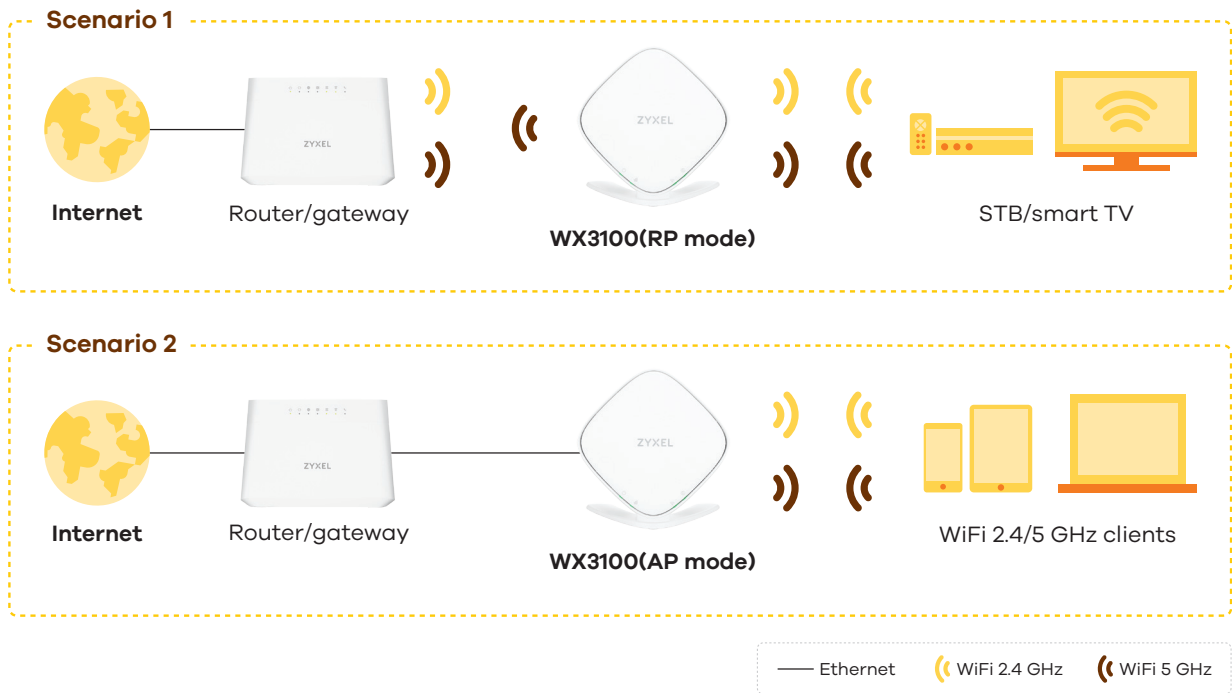 Scenario 1
ZYXEL
ZYXEL
Internet
Router/gateway
WX3100(RP mode)
STB/smart TV
Scenario 2
ZYXEL
ZYXEL
Internet
Router/gateway
WX3100(AP mode)
WiFi 2.4/5 GHz clients
Ethernet
WiFi 2.4 GHz
WiFi 5 GHz